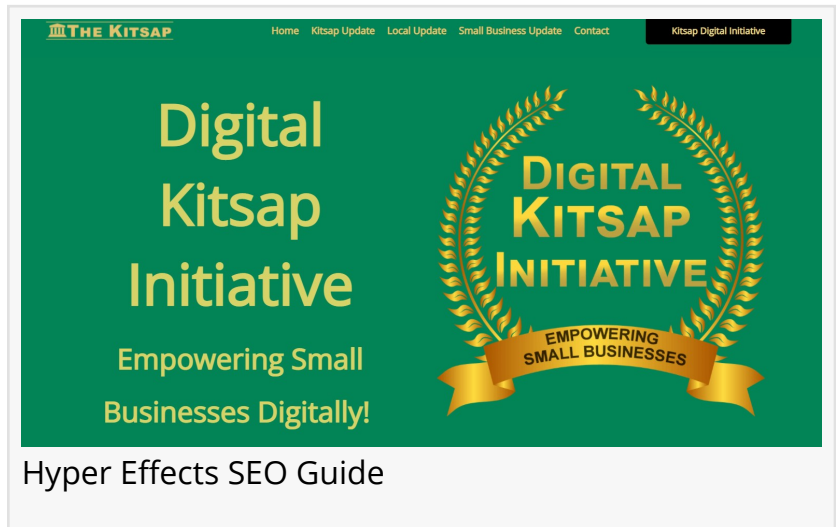 THE KITSAP
Home Kitsap Update Local Update Small Business Update Contact Kitsap Digital Initiative
Digital
Kitsap
Initiative
Empowering Small
Businesses Digitally!
DIGITAL
KITSAP
INITIATIVE
EMPOWERING
SMALL BUSINESSES
Hyper Effects SEO Guide